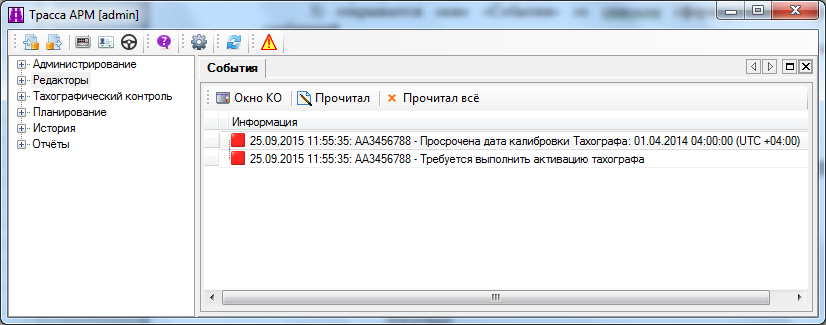 Трасса АРМ [admin]
Администрирование
Редакторы
Тахографический контроль
Планирование
История
Отчёты
События
Окно КО
Прочитал
Прочитал всё
Информация
25.09.2015 11:55:35: AA3456788 - Просрочена дата калибровки Тахографа: 01.04.2014 04:00:00 (UTC +04:00)
25.09.2015 11:55:35: AA3456788 - Требуется выполнить активацию тахографа